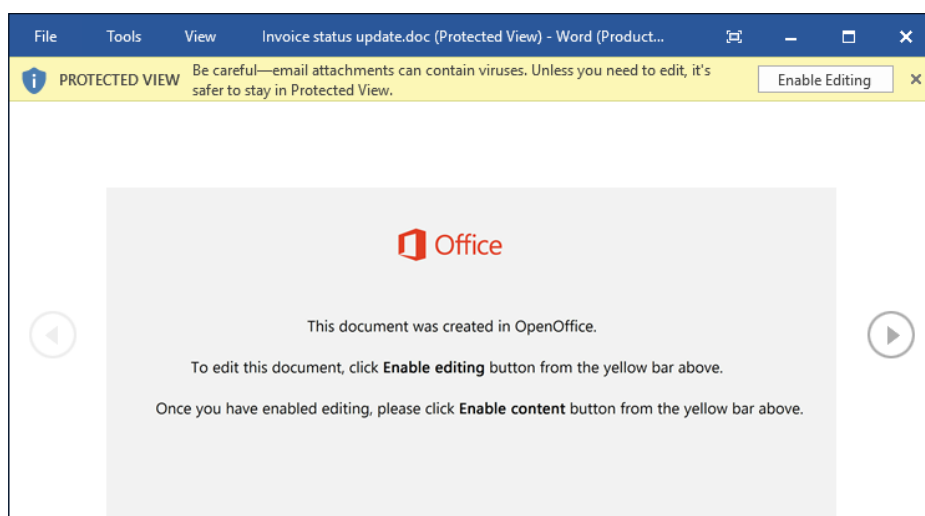 File Tools View Invoice status update.doc (Protected View) - Word (Product...
PROTECTED VIEW Be careful—email attachments can contain viruses. Unless you need to edit, it's
safer to stay in Protected View.
Enable Editing
Office
This document was created in OpenOffice.
To edit this document, click Enable editing button from the yellow bar above.
Once you have enabled editing, please click Enable content button from the yellow bar above.